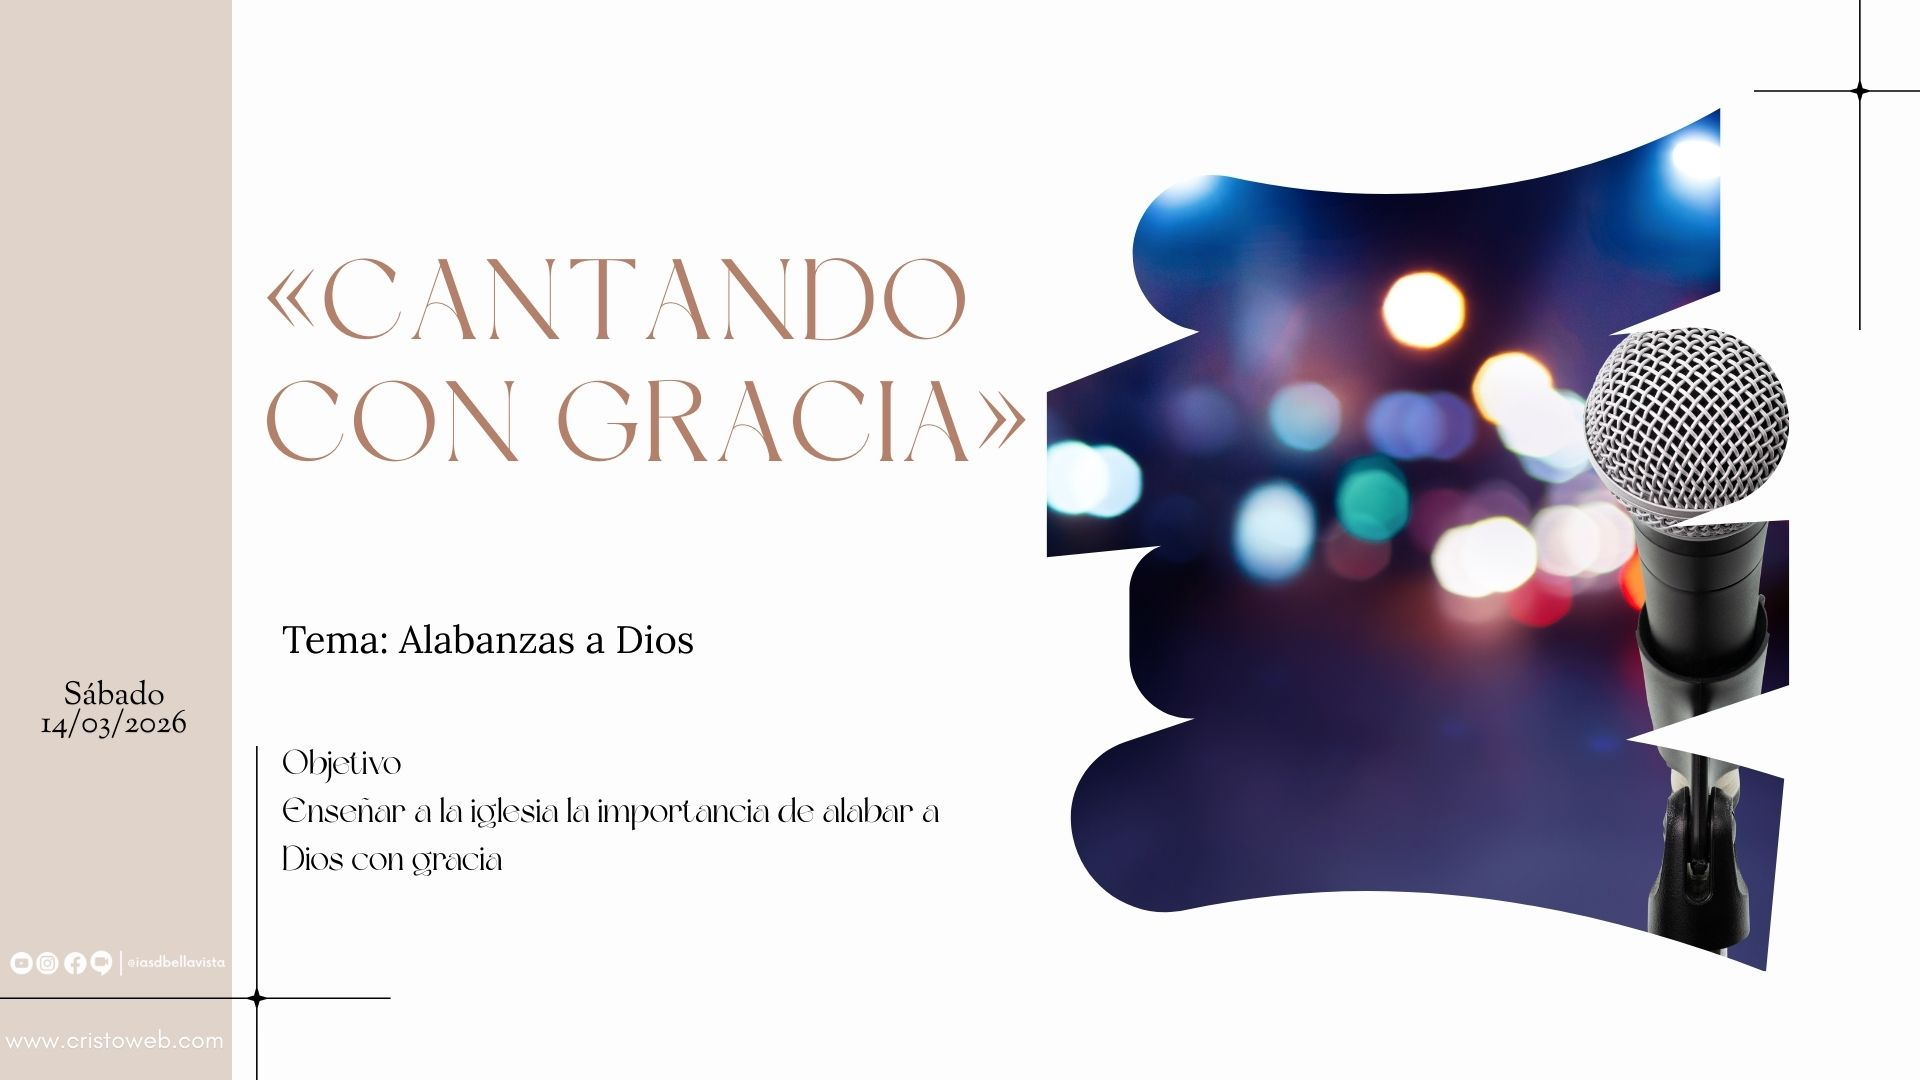 «CANTANDO
CON GRACIA»
Tema: Alabanzas a Dios
Sábado
14/03/2026
Objetivo
Enseñar a la iglesia la importancia de alabar a
Dios con gracia
@iasdbellavista
www.cristoweb.com